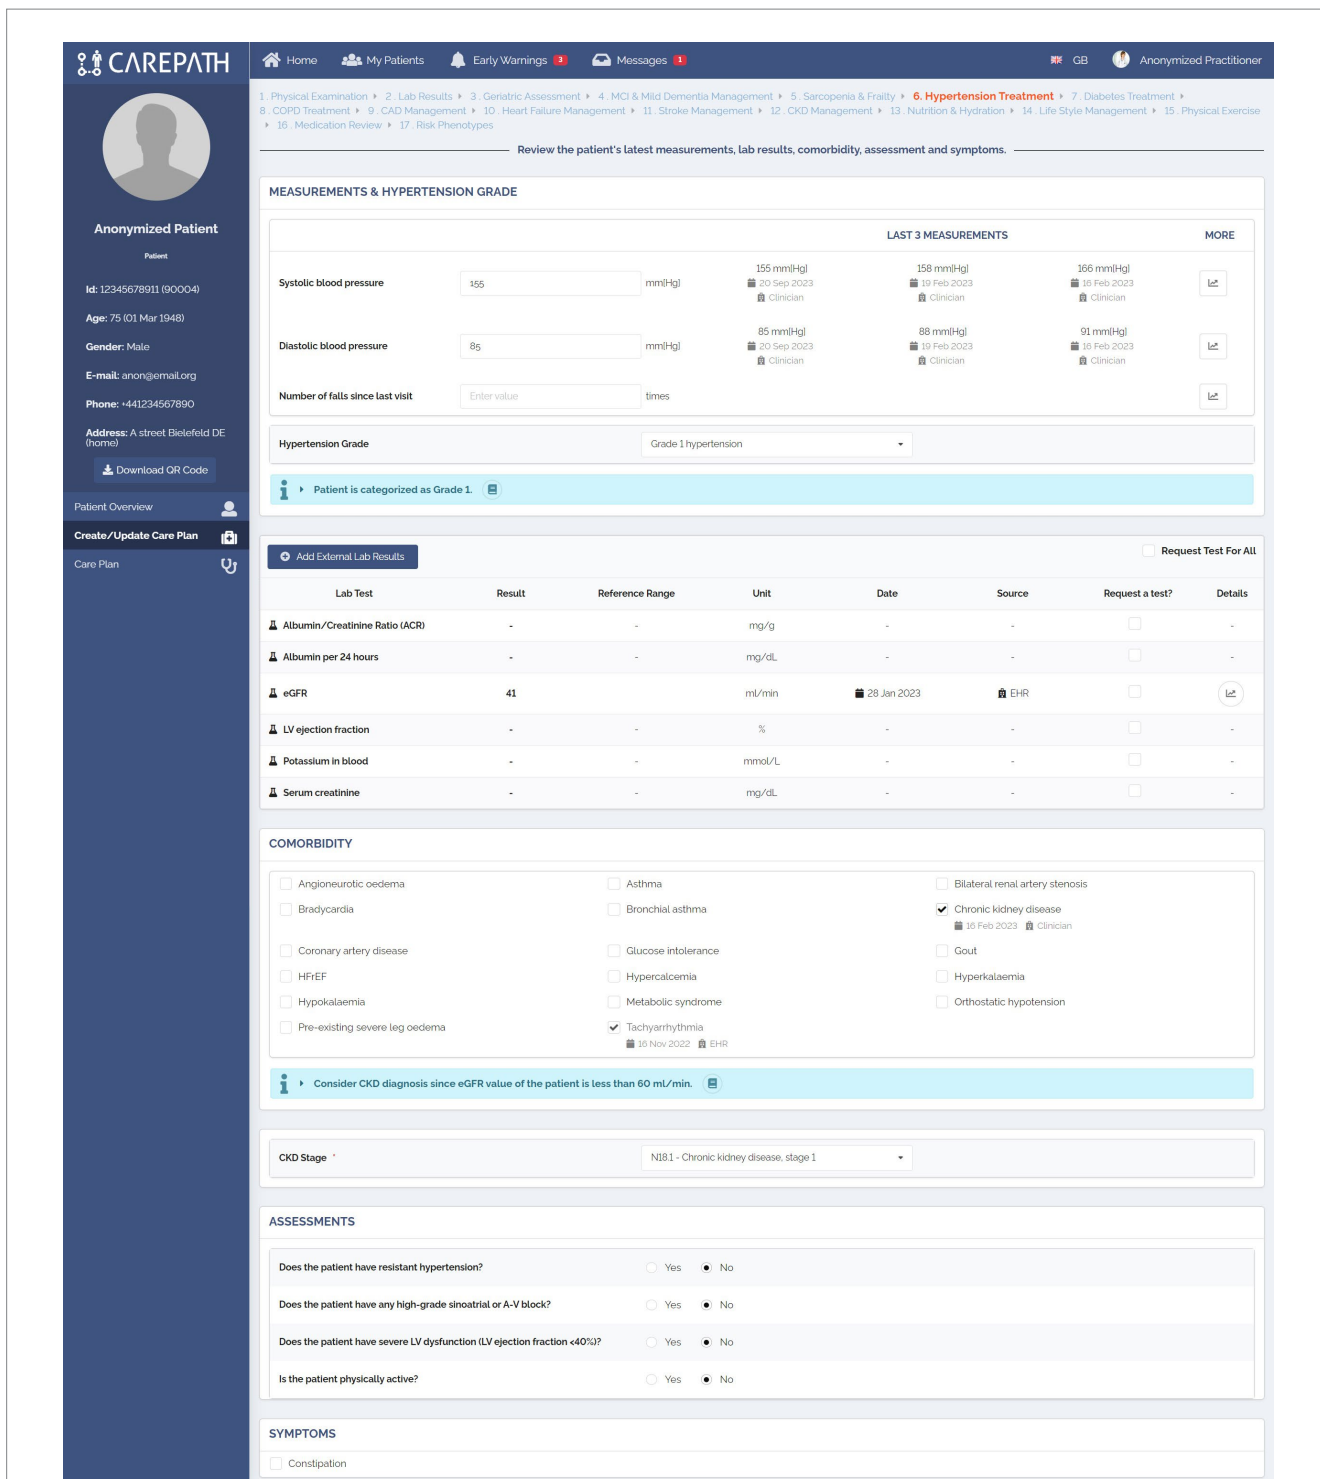 CAREPATH
Home My Patients Early Warnings 3 Messages 1 GB Anonymized Practitioner
1 . Physical Examination 2 . Lab Results 3 . Geriatric Assessment 4 . MCI & Mild Dementia Management 5 . Sarcopenia & Frailty 6. Hypertension Treatment 7 . Diabetes Treatment
8 . COPD Treatment 9 . CAD Management 10 . Heart Failure Management 11 . Stroke Management 12 . CKD Management 13 . Nutrition & Hydration 14 . Life Style Management 15 . Physical Exercise
16 . Medication Review 17 . Risk Phenotypes
Review the patient's latest measurements, lab results, comorbidity, assessment and symptoms.
Anonymized Patient
Patient
Id: 12345678911 (90004)
Age: 75 (01 Mar 1948)
Gender: Male
E-mail: anon@email.org
Phone: +441234567890
Address: A street Bielefeld DE
(home)
Download QR Code
Patient Overview
Create/Update Care Plan
Care Plan
MEASUREMENTS & HYPERTENSION GRADE
LAST 3 MEASUREMENTS MORE
Systolic blood pressure 155 mm[Hg]
155 mm[Hg] 158 mm[Hg] 166 mm[Hg]
20 Sep 2023 19 Feb 2023 16 Feb 2023
Clinician Clinician Clinician
Diastolic blood pressure 85 mm[Hg]
85 mm[Hg] 88 mm[Hg] 91 mm[Hg]
20 Sep 2023 19 Feb 2023 16 Feb 2023
Clinician Clinician Clinician
Number of falls since last visit Enter value times
Hypertension Grade Grade 1 hypertension
Patient is categorized as Grade 1.
Add External Lab Results Request Test For All
Lab Test Result Reference Range Unit Date Source Request a test? Details
Albumin/Creatinine Ratio (ACR) - - mg/g - - -
Albumin per 24 hours - - mg/dL - - -
eGFR 41 ml/min 28 Jan 2023 EHR
LV ejection fraction - - % - - -
Potassium in blood - - mmol/L - - -
Serum creatinine - - mg/dL - - -
COMORBIDITY
Angioneurotic oedema Asthma Bilateral renal artery stenosis
Bradycardia Bronchial asthma Chronic kidney disease
16 Feb 2023 Clinician
Coronary artery disease Glucose intolerance Gout
HFrEF Hypercalcemia Hyperkalaemia
Hypokalaemia Metabolic syndrome Orthostatic hypotension
Pre-existing severe leg oedema Tachyarrhythmia
16 Nov 2022 EHR
Consider CKD diagnosis since eGFR value of the patient is less than 60 ml/min.
CKD Stage * N18.1 - Chronic kidney disease, stage 1
ASSESSMENTS
Does the patient have resistant hypertension? Yes No
Does the patient have any high-grade sinoatrial or A-V block? Yes No
Does the patient have severe LV dysfunction (LV ejection fraction <40%)? Yes No
Is the patient physically active? Yes No
SYMPTOMS
Constipation